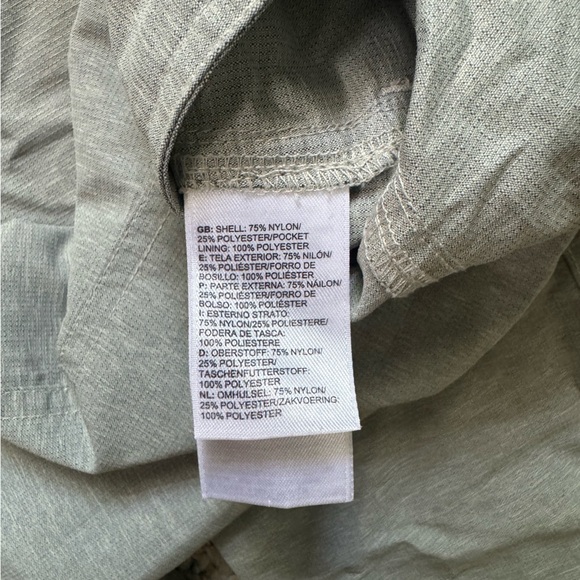 GB: SHELL: 75% NYLON/
25% POLYESTER/POCKET
LINING: 100% POLYESTER
E: TELA EXTERIOR: 75% NILÓN/
25% POLIÉSTER/FORRO DE
BOSILLO: 100% POLIÉSTER
P: PARTE EXTERNA: 75% NÁILON/
25% POLIÉSTER/FORRO DE
BOLSO: 100% POLIÉSTER
I: ESTERNO STRATO:
75% NYLON/25% POLIESTERE/
FODERA DE TASCA:
100% POLIESTERE
D: OBERSTOFF: 75% NYLON/
25% POLYESTER/
TASCHENFUTTERSTOFF:
100% POLYESTER
NL: OMHULSEL: 75% NYLON/
25% POLYESTER/ZAKVOERING:
100% POLYESTER